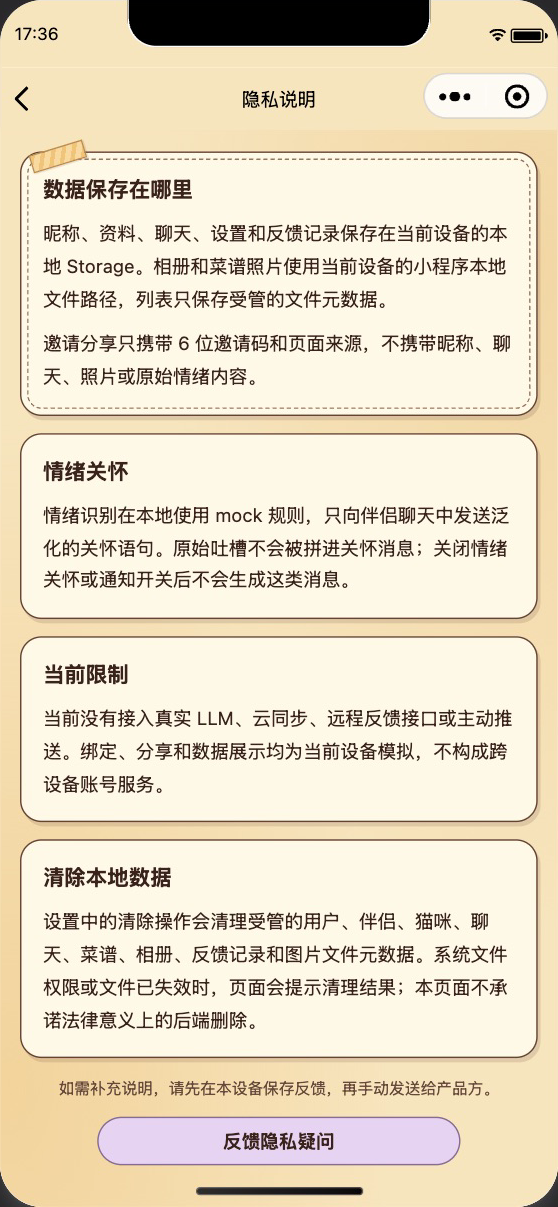 17:36
隐私说明
数据保存在哪里
昵称、资料、聊天、设置和反馈记录保存在当前设备的本
地 Storage。相册和菜谱照片使用当前设备的小程序本地
文件路径，列表只保存受管的文件元数据。
邀请分享只携带 6 位邀请码和页面来源，不携带昵称、聊
天、照片或原始情绪内容。
情绪关怀
情绪识别在本地使用 mock 规则，只向伴侣聊天中发送泛
化的关怀语句。原始吐槽不会被拼进关怀消息；关闭情绪
关怀或通知开关后不会生成这类消息。
当前限制
当前没有接入真实 LLM、云同步、远程反馈接口或主动推
送。绑定、分享和数据展示均为当前设备模拟，不构成跨
设备账号服务。
清除本地数据
设置中的清除操作会清理受管的用户、伴侣、猫咪、聊
天、菜谱、相册、反馈记录和图片文件元数据。系统文件
权限或文件已失效时，页面会提示清理结果；本页面不承
诺法律意义上的后端删除。
如需补充说明，请先在本设备保存反馈，再手动发送给产品方。
反馈隐私疑问